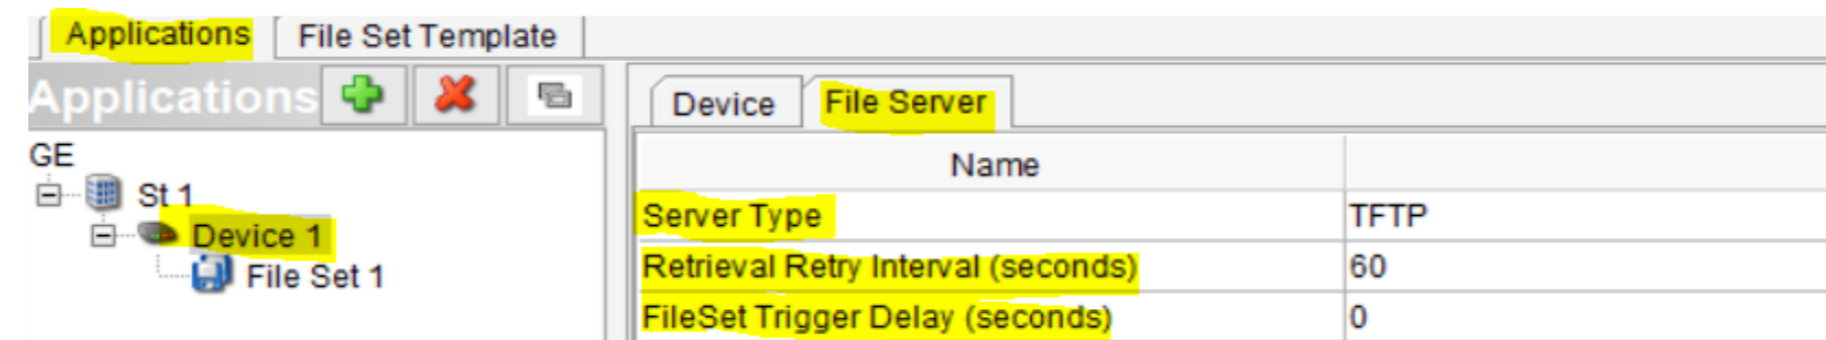 Applications File Set Template
Applications
Device File Server
GE
St 1
Device 1
File Set 1
Name
Server Type TFTP
Retrieval Retry Interval (seconds) 60
FileSet Trigger Delay (seconds) 0